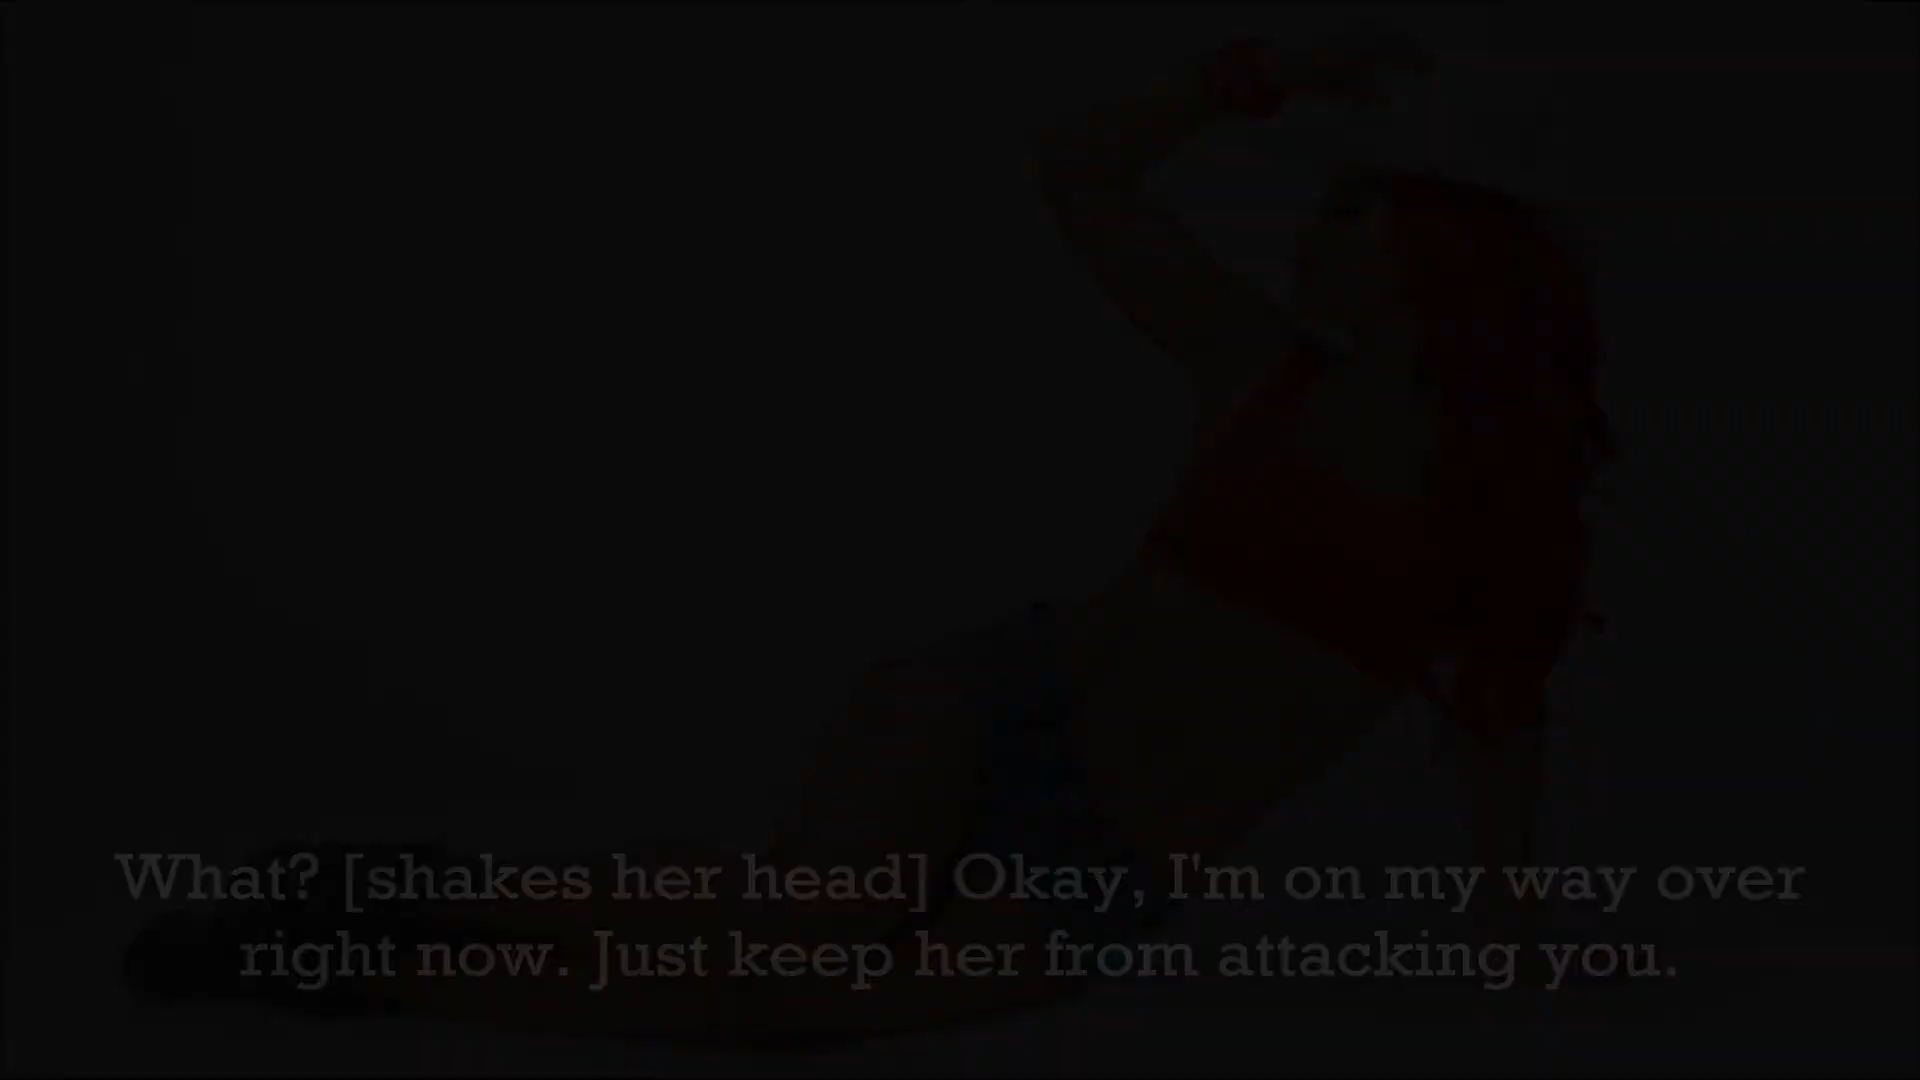 What? [shakes her head] Okay, I'm on my way over
right now. Just keep her from attacking you.